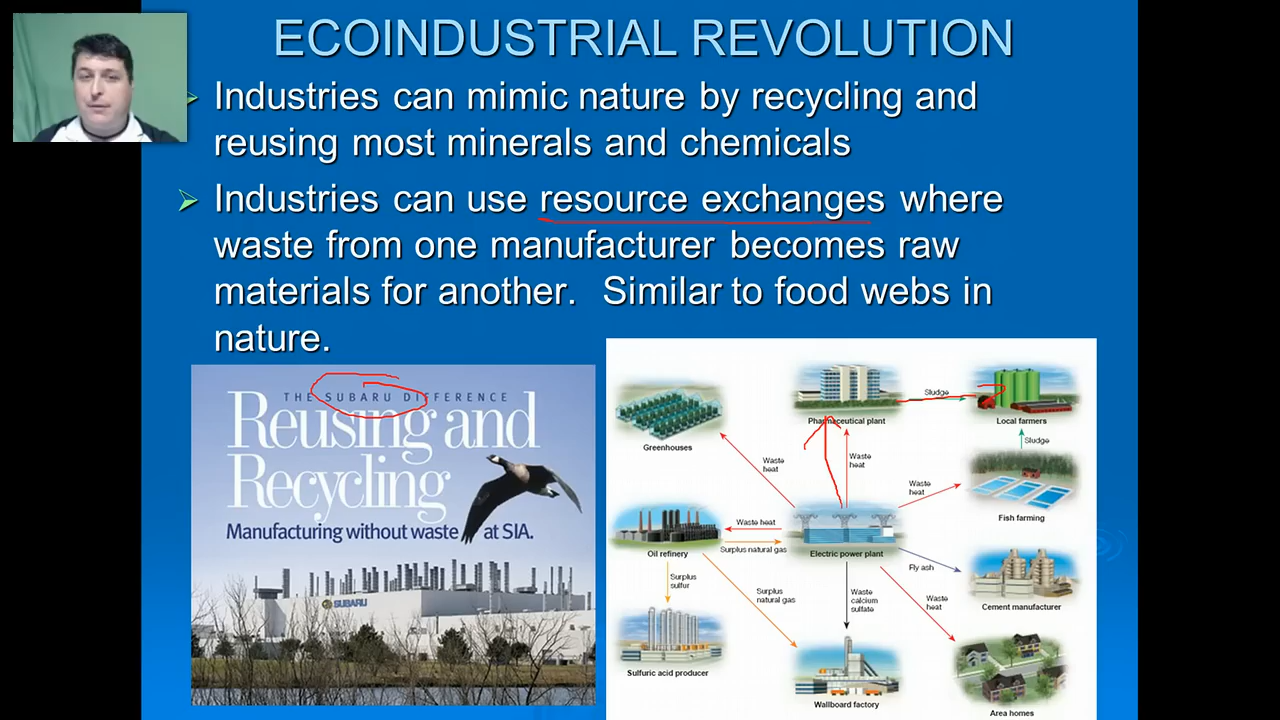 ECOINDUSTRIAL REVOLUTION
Industries can mimic nature by recycling and
reusing most minerals and chemicals
Industries can use resource exchanges where
waste from one manufacturer becomes raw
materials for another. Similar to food webs in
nature.
THE SUBARU DIFFERENCE
Reusing and
Recycling
Manufacturing without waste at SIA.
SUBARU
Greenhouses
Pharmaceutical plant
Sludge
Local farmers
Sludge
Waste
heat
Waste
heat
Waste
heat
Fish farming
Oil refinery
Waste heat
Surplus natural gas
Electric power plant
Fly ash
Cement manufacturer
Surplus
sulfur
Surplus
natural gas
Waste
calcium
sulfate
Waste
heat
Sulfuric acid producer
Wallboard factory
Area homes